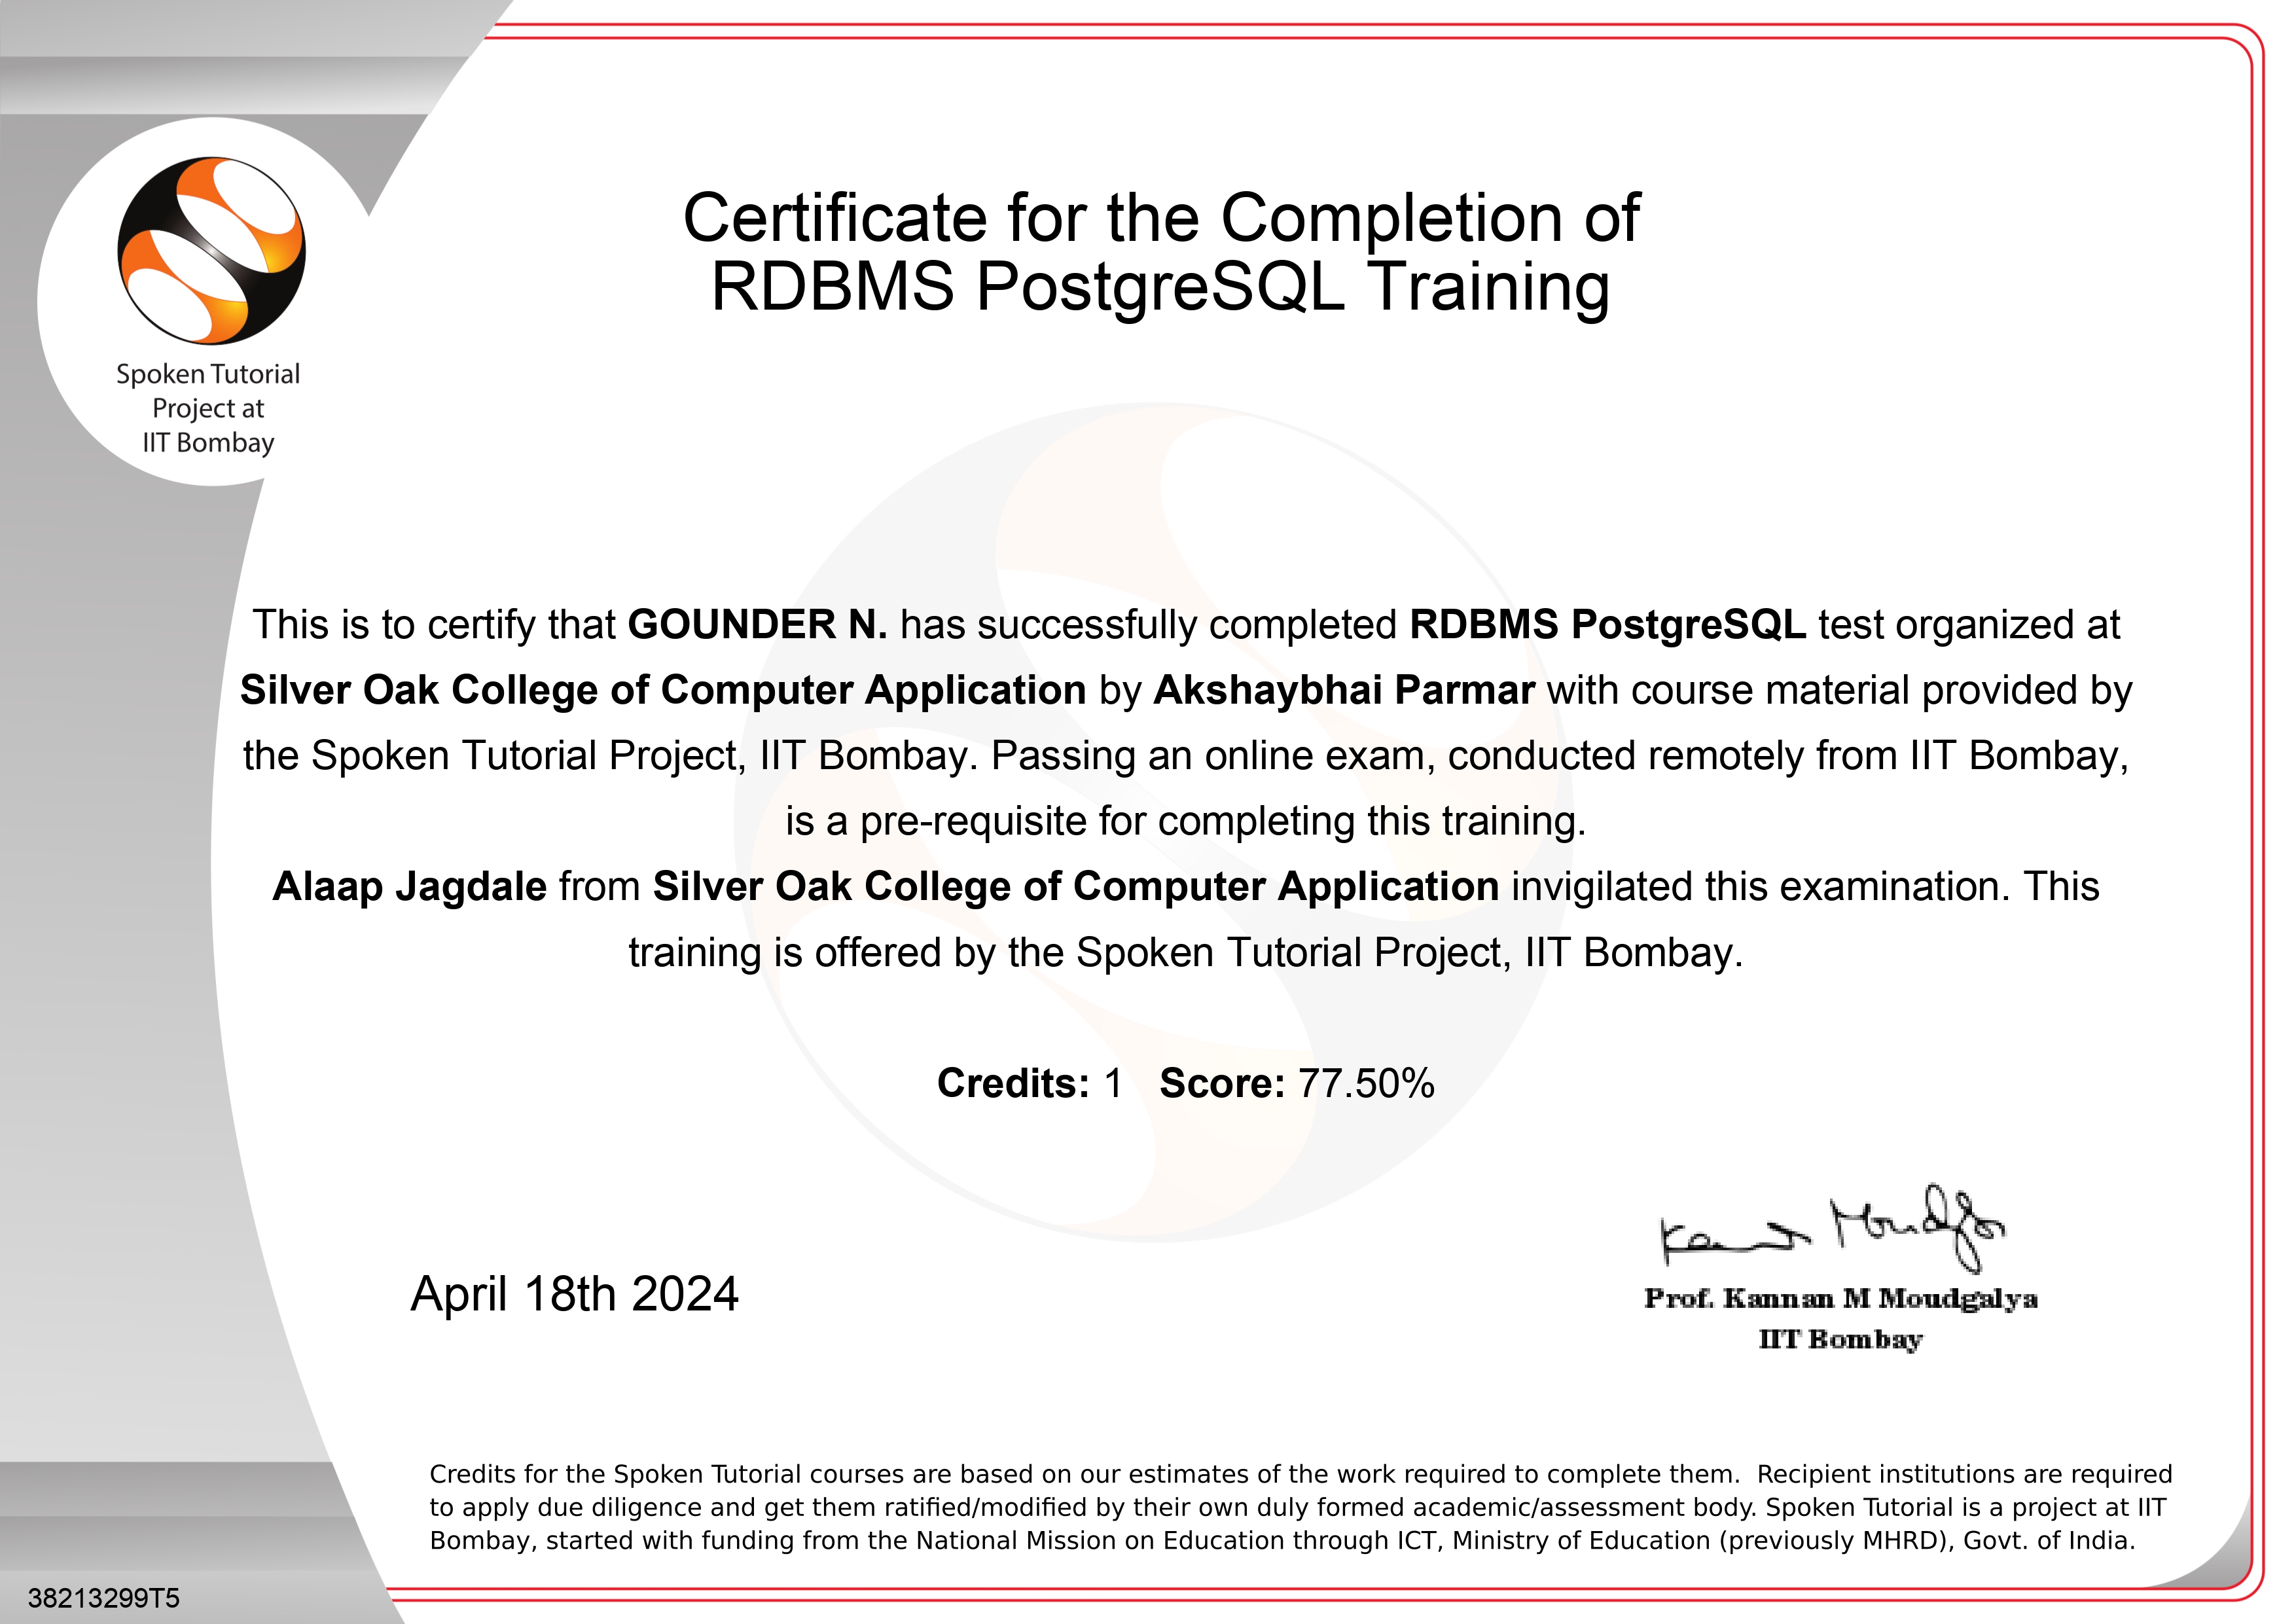 Certificate for the Completion of
RDBMS PostgreSQL Training
Spoken Tutorial
Project at
IIT Bombay
This is to certify that GOUNDER N. has successfully completed RDBMS PostgreSQL test organized at
Silver Oak College of Computer Application by Akshaybhai Parmar with course material provided by
the Spoken Tutorial Project, IIT Bombay. Passing an online exam, conducted remotely from IIT Bombay,
is a pre-requisite for completing this training.
Alaap Jagdale from Silver Oak College of Computer Application invigilated this examination. This
training is offered by the Spoken Tutorial Project, IIT Bombay.
Credits: 1 Score: 77.50%
Kannan Moudgalya
April 18th 2024
Prof. Kannan M Moudgalya
IIT Bombay
Credits for the Spoken Tutorial courses are based on our estimates of the work required to complete them. Recipient institutions are required
to apply due diligence and get them ratified/modified by their own duly formed academic/assessment body. Spoken Tutorial is a project at IIT
Bombay, started with funding from the National Mission on Education through ICT, Ministry of Education (previously MHRD), Govt. of India.
38213299T5